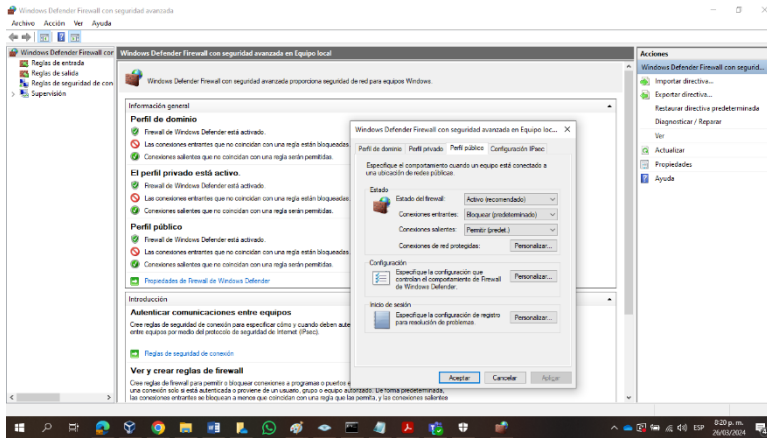 Windows Defender Firewall con seguridad avanzada
Archivo Acción Ver Ayuda
Windows Defender Firewall con
Reglas de entrada
Reglas de salida
Reglas de seguridad de con
Supervisión
Windows Defender Firewall con seguridad avanzada en Equipo local
Windows Defender Firewall con seguridad avanzada proporciona seguridad de red para equipos Windows.
Información general
Perfil de dominio
Firewall de Windows Defender está activado.
Las conexiones entrantes que no coincidan con una regla están bloqueadas.
Conexiones salientes que no coincidan con una regla serán permitidas.
El perfil privado está activo.
Firewall de Windows Defender está activado.
Las conexiones entrantes que no coincidan con una regla están bloqueadas
Conexiones salientes que no coincidan con una regla serán permitidas.
Perfil público
Firewall de Windows Defender está activado.
Las conexiones entrantes que no coincidan con una regla están bloqueadas.
Conexiones salientes que no coincidan con una regla serán permitidas.
Propiedades de Firewall de Windows Defender
Introducción
Autenticar comunicaciones entre equipos
Cree reglas de seguridad de conexión para especificar cómo y cuándo deben aute
entre equipos por medio del protocolo de seguridad de Internet (IPsec).
Reglas de seguridad de conexión
Ver y crear reglas de firewall
Cree reglas de firewall para permitir o bloquear conexiones a programas o puertos e
una conexión solo si está autenticada o proviene de un usuario, grupo o equipo autorizado. De forma predeterminada,
las conexiones entrantes se bloquean a menos que coincidan con una regla que las permita, y las conexiones salientes
Windows Defender Firewall con seguridad avanzada en Equipo loc...
Perfil de dominio Perfil privado Perfil público Configuración IPsec
Especifique el comportamiento cuando un equipo está conectado a
una ubicación de redes públicas.
Estado
Estado del firewall: Activo (recomendado)
Conexiones entrantes: Bloquear (predeterminado)
Conexiones salientes: Permitir (predet.)
Conexiones de red protegidas: Personalizar...
Configuración
Especifique la configuración que
controlan el comportamiento de Firewall
de Windows Defender.
Personalizar...
Inicio de sesión
Especifique la configuración de registro
para resolución de problemas.
Personalizar...
Aceptar Cancelar Aplicar
Acciones
Windows Defender Firewall con segurid...
Importar directiva...
Exportar directiva...
Restaurar directiva predeterminada
Diagnosticar / Reparar
Ver
Actualizar
Propiedades
Ayuda
ESP
8:20 p. m.
26/03/2024